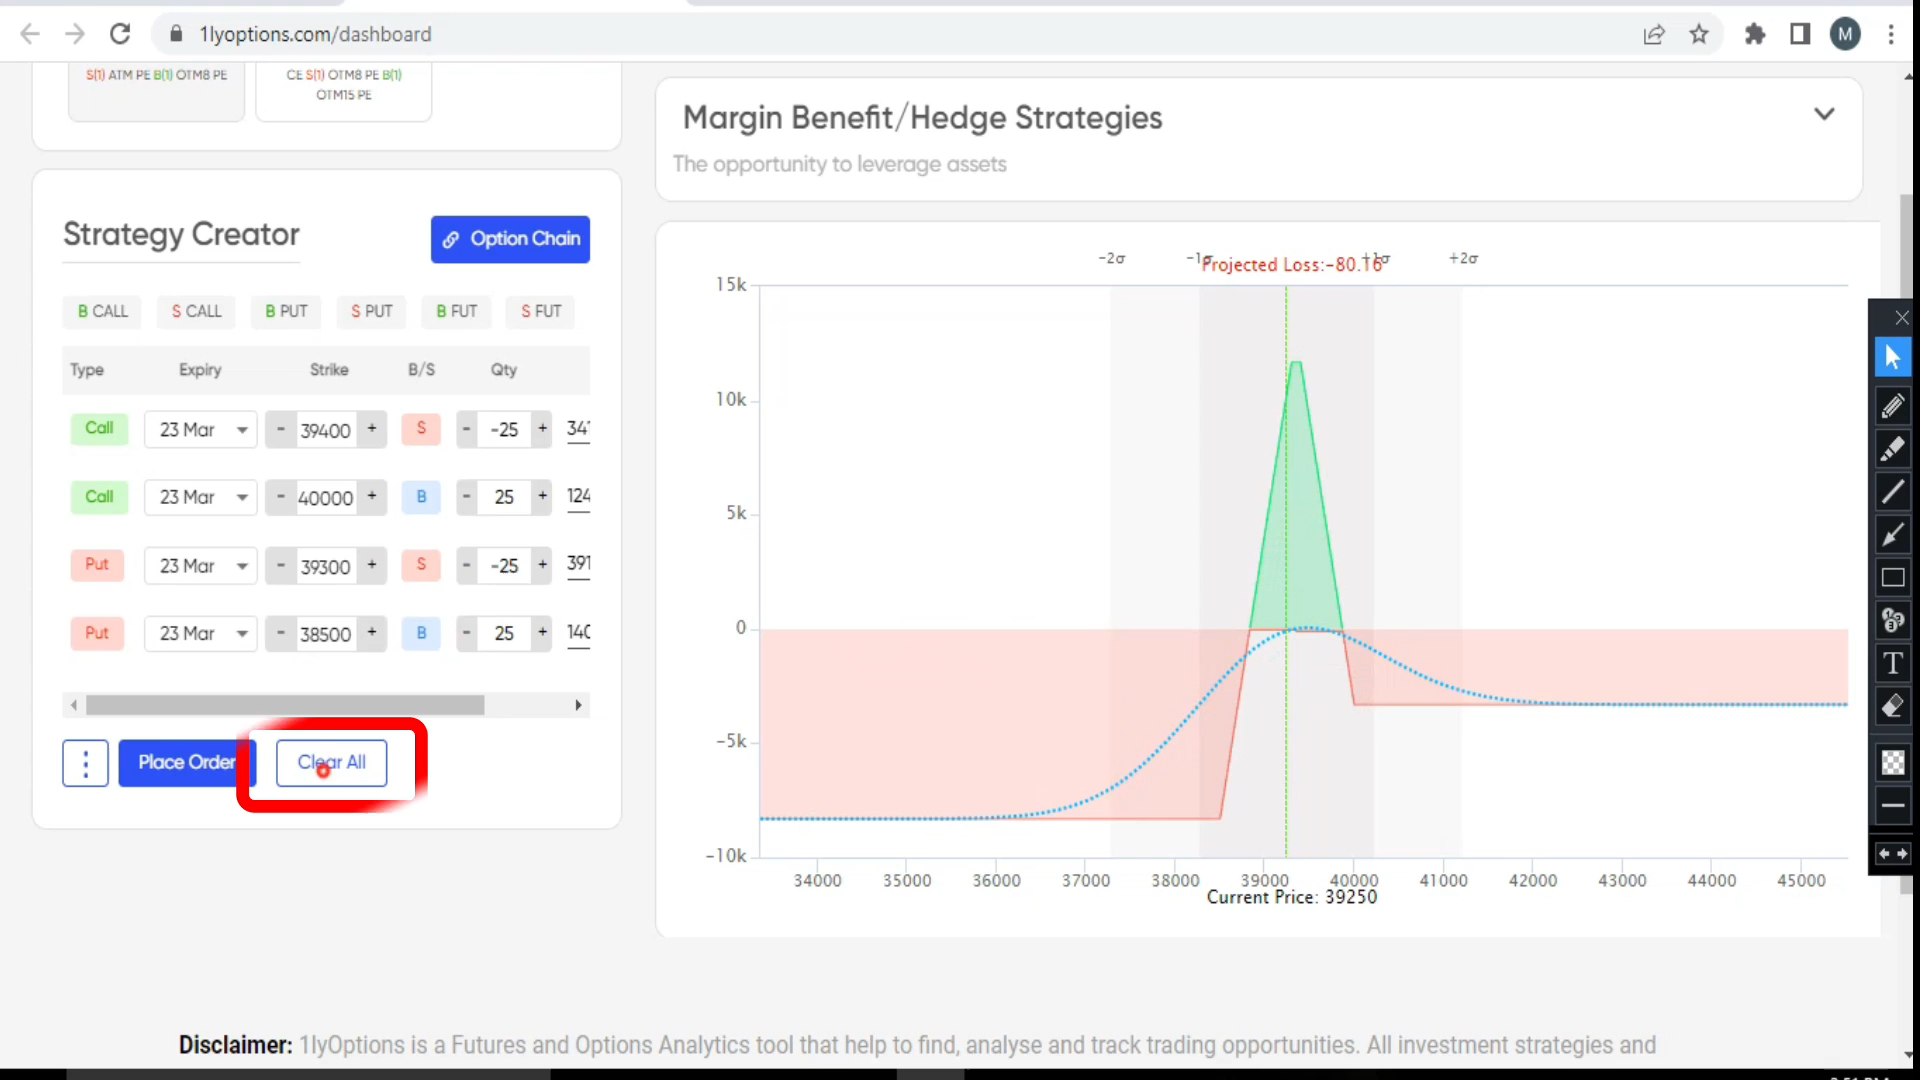 1lyoptions.com/dashboard
M
S(1) ATM PE B(1) OTM8 PE
CE S(1) OTM8 PE B(1)
OTM15 PE
Margin Benefit/Hedge Strategies
The opportunity to leverage assets
Strategy Creator
Option Chain
B CALL S CALL B PUT S PUT B FUT S FUT
Type Expiry Strike B/S Qty
Call 23 Mar - 39400 + S - -25 + 341
Call 23 Mar - 40000 + B - 25 + 124
Put 23 Mar - 39300 + S - -25 + 391
Put 23 Mar - 38500 + B - 25 + 140
Place Order Clear All
-2σ -1σ +1σ +2σ
Projected Loss:-80.16
15k
10k
5k
0
-5k
-10k
34000 35000 36000 37000 38000 39000 40000 41000 42000 43000 44000 45000
Current Price: 39250
T
Disclaimer: 1lyOptions is a Futures and Options Analytics tool that help to find, analyse and track trading opportunities. All investment strategies and